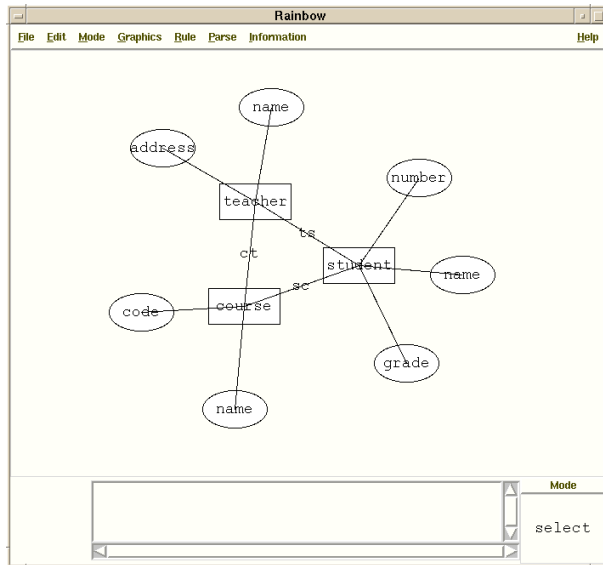 Rainbow
File Edit Mode Graphics Rule Parse Information Help
name
address
number
teacher
ts
ct
student
name
sc
code
course
grade
name
Mode
select